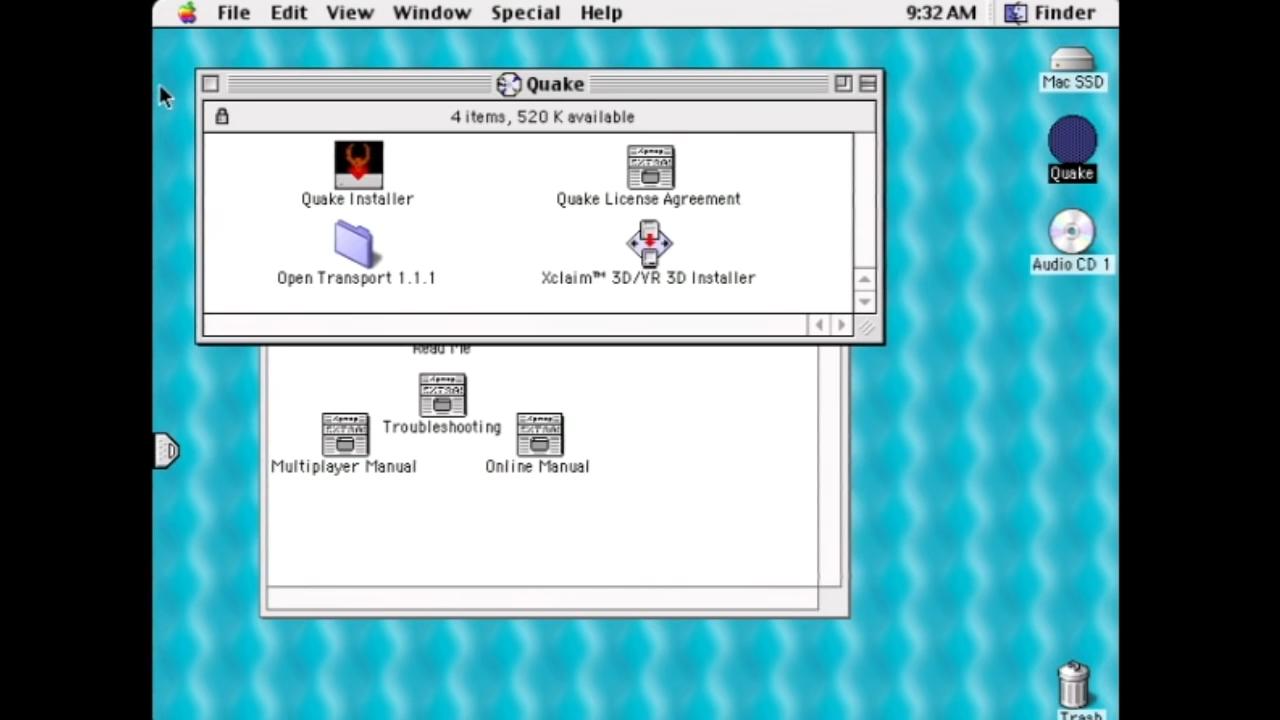 File Edit View Window Special Help 9:32 AM Finder
Mac SSD
Quake
4 items, 520 K available
Quake
Quake Installer Quake License Agreement
Audio CD 1
Open Transport 1.1.1 Xclaim™ 3D/VR 3D Installer
Read Me
Troubleshooting
Multiplayer Manual Online Manual
Trash